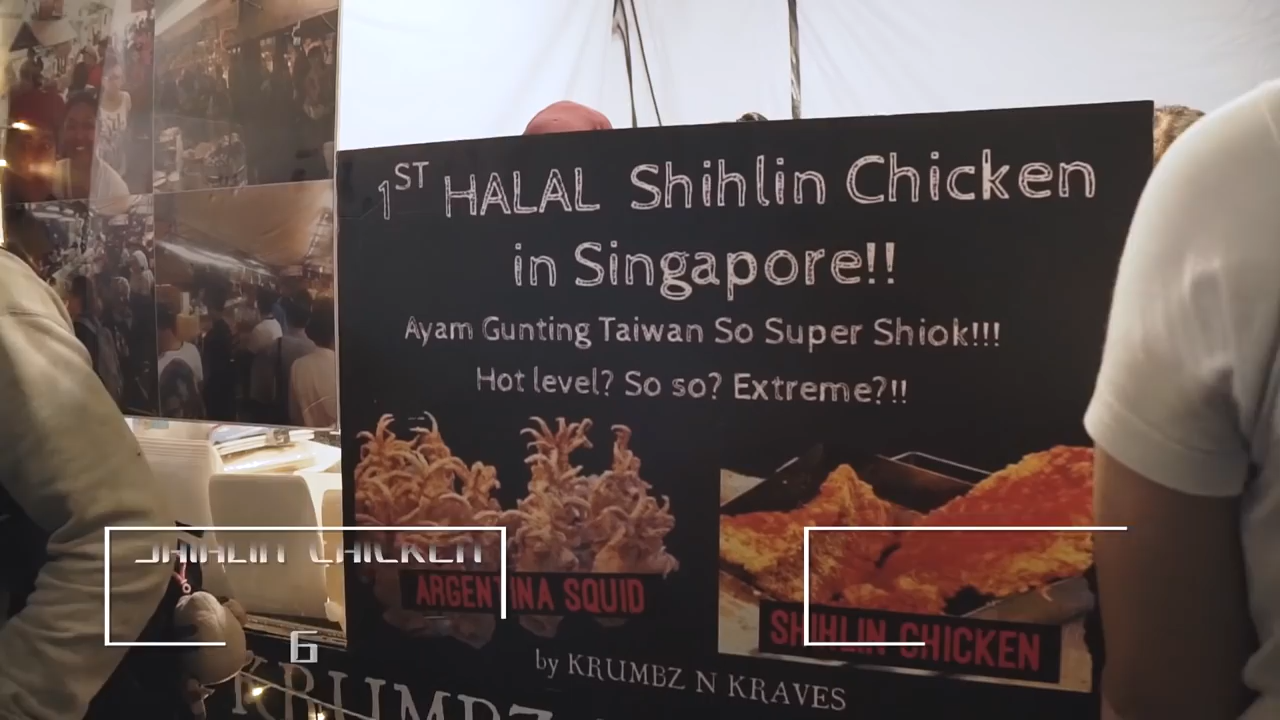 1ST HALAL Shihlin Chicken
in Singapore!!
Ayam Gunting Taiwan So Super Shiok!!!
Hot level? So so? Extreme?!!
ARGENTINA SQUID
SHIHLIN CHICKEN
SHIHLIN CHICKEN
6
by KRUMBZ N KRAVES
KRUMBZ